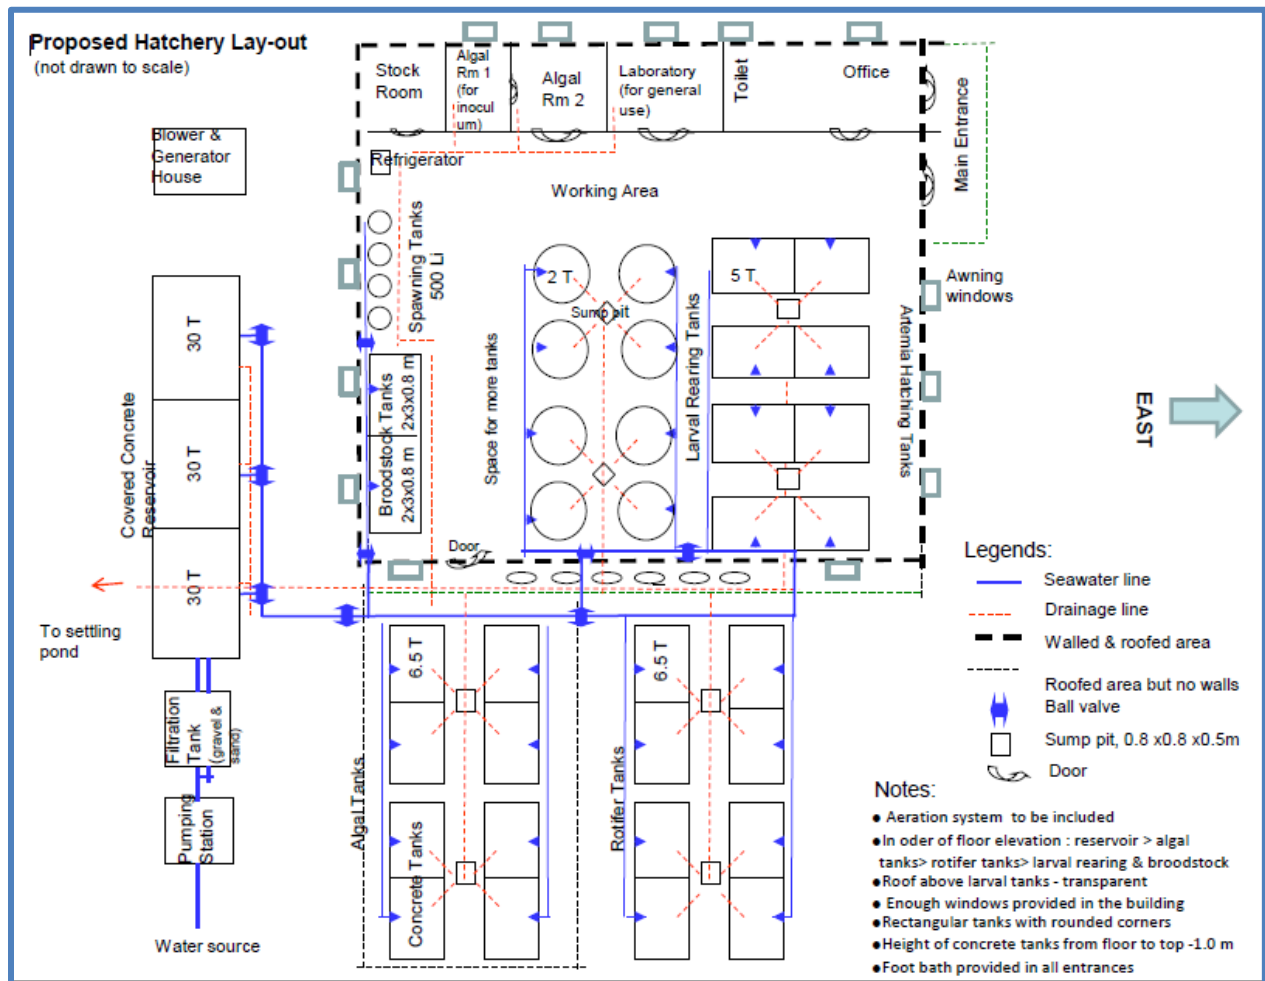 Proposed Hatchery Lay-out
(not drawn to scale)
Stock
Room
Algal
Rm 1
(for
inocul
um)
Algal
Rm 2
Laboratory
(for general
use)
Toilet
Office
Main Entrance
Blower &
Generator
House
Refrigerator
Working Area
Spawning Tanks
500 Li
2 T
Sump pit
5 T
Larval Rearing Tanks
Artemia Hatching Tanks
Awning
windows
Space for more tanks
Broodstock Tanks
2x3x0.8 m
2x3x0.8 m
30 T
30 T
30 T
Covered Concrete
Reservoir
EAST
Door
To settling
pond
Filtration
Tank
(gravel &
sand)
Pumping
Station
Water source
6.5 T
6.5 T
Algal Tanks
Concrete Tanks
Rotifer Tanks
Legends:
Seawater line
Drainage line
Walled & roofed area
Roofed area but no walls
Ball valve
Sump pit, 0.8 x0.8 x0.5m
Door
Notes:
● Aeration system to be included
●In oder of floor elevation : reservoir > algal
tanks> rotifer tanks> larval rearing & broodstock
●Roof above larval tanks - transparent
● Enough windows provided in the building
●Rectangular tanks with rounded corners
●Height of concrete tanks from floor to top -1.0 m
●Foot bath provided in all entrances